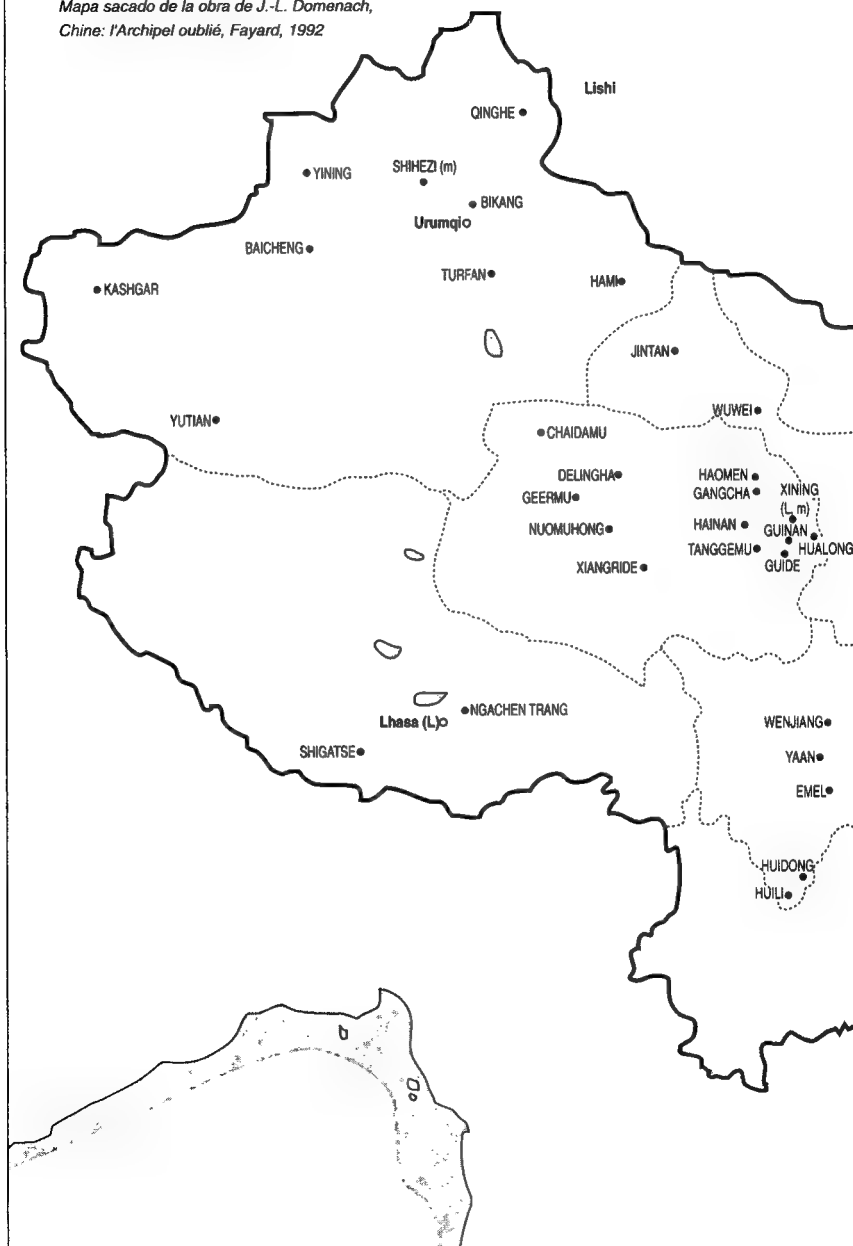 Mapa sacado de la obra de J.-L. Domenach,
Chine: l'Archipel oublié, Fayard, 1992
Lishi
QINGHE
YINING
SHIHEZI (m)
BIKANG
Urumqi
BAICHENG
TURFAN
HAMI
KASHGAR
JINTAN
YUTIAN
WUWEI
CHAIDAMU
DELINGHA
HAOMEN
GEERMU
GANGCHA
XINING
(L, m)
NUOMUHONG
HAINAN
GUINAN
TANGGEMU
HUALONG
XIANGRIDE
GUIDE
Lhasa (L)
NGACHEN TRANG
SHIGATSE
WENJIANG
YAAN
EMEL
HUIDONG
HUILI